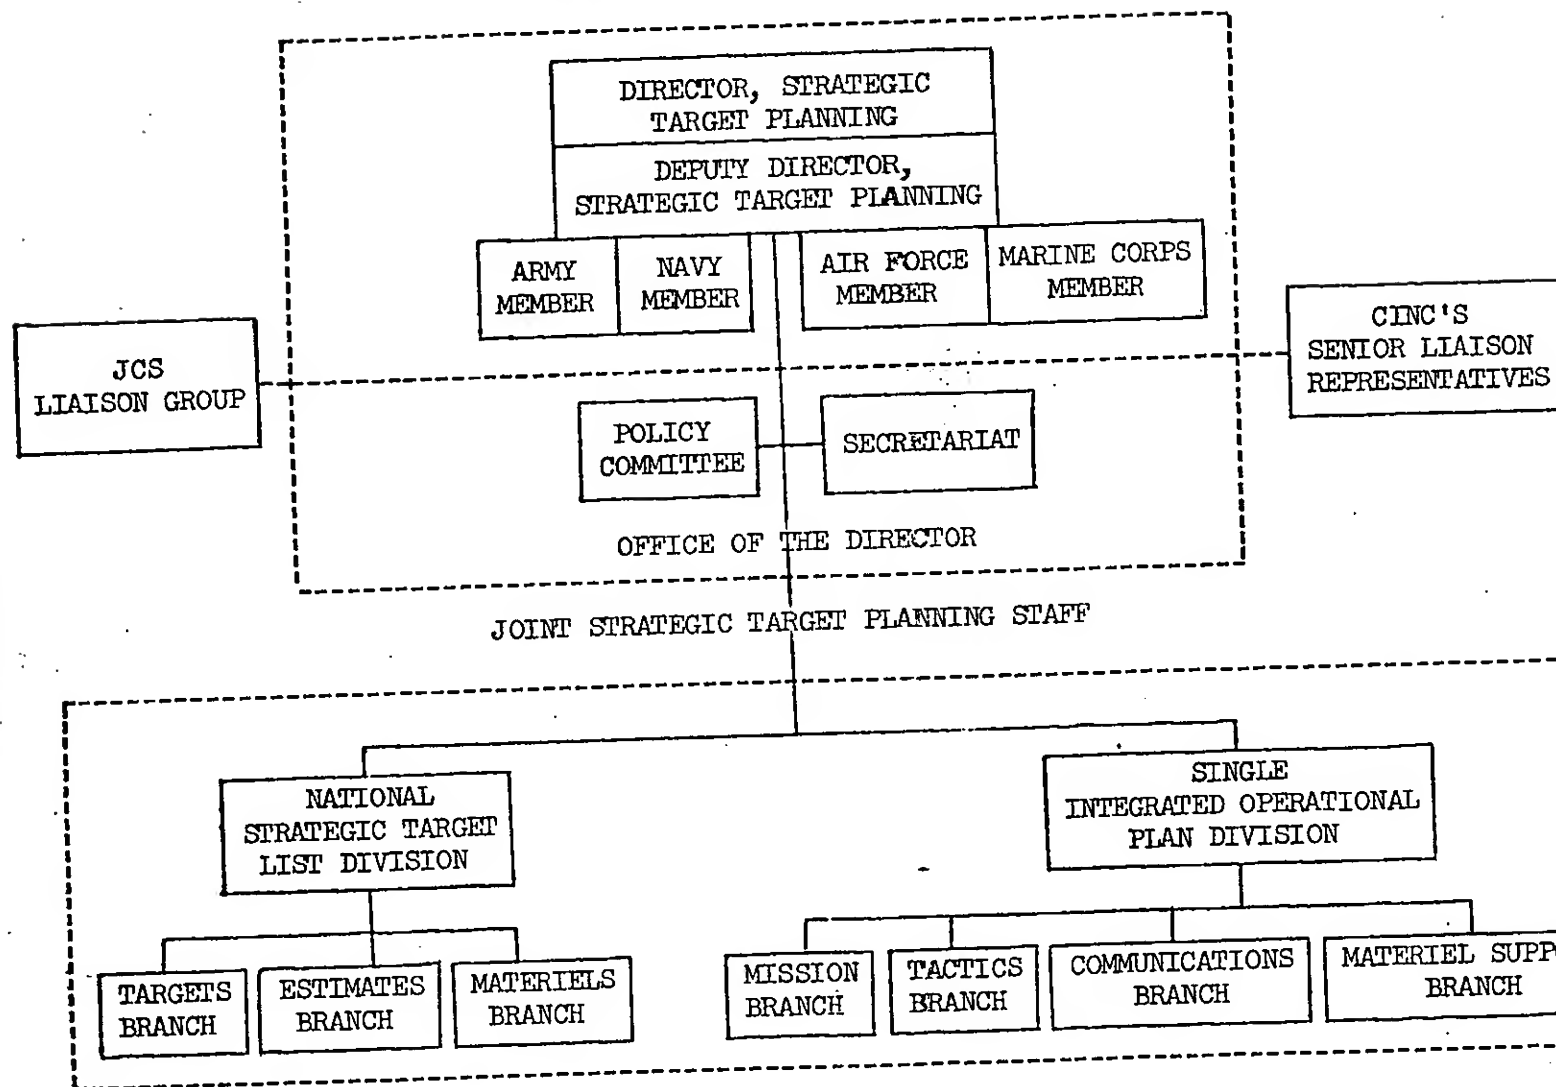 DIRECTOR, STRATEGIC
TARGET PLANNING
DEPUTY DIRECTOR,
STRATEGIC TARGET PLANNING
ARMY
MEMBER
NAVY
MEMBER
AIR FORCE
MEMBER
MARINE CORPS
MEMBER
JCS
LIAISON GROUP
CINC'S
SENIOR LIAISON
REPRESENTATIVES
POLICY
COMMITTEE
SECRETARIAT
OFFICE OF THE DIRECTOR
JOINT STRATEGIC TARGET PLANNING STAFF
NATIONAL
STRATEGIC TARGET
LIST DIVISION
SINGLE
INTEGRATED OPERATIONAL
PLAN DIVISION
TARGETS
BRANCH
ESTIMATES
BRANCH
MATERIELS
BRANCH
MISSION
BRANCH
TACTICS
BRANCH
COMMUNICATIONS
BRANCH
MATERIEL
BRANCH